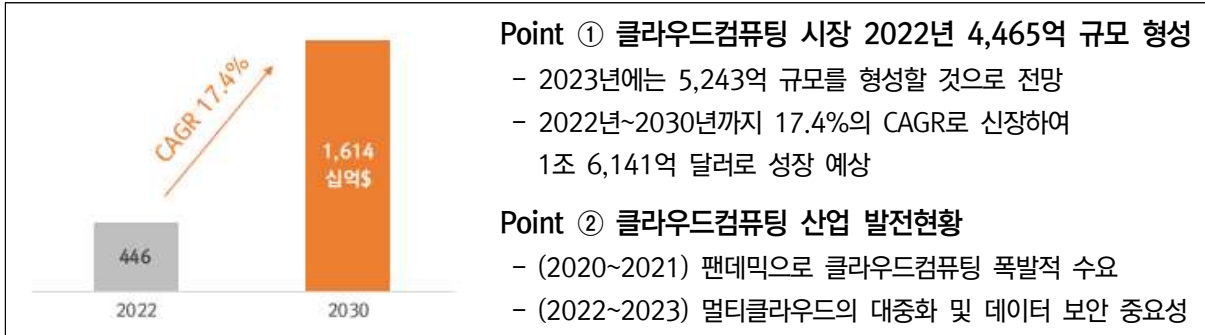 CAGR 17.4%
1,614
십억$
446
2022
2030
Point ① 클라우드컴퓨팅 시장 2022년 4,465억 규모 형성
- 2023년에는 5,243억 규모를 형성할 것으로 전망
- 2022년~2030년까지 17.4%의 CAGR로 신장하여
1조 6,141억 달러로 성장 예상
Point ② 클라우드컴퓨팅 산업 발전현황
- (2020~2021) 팬데믹으로 클라우드컴퓨팅 폭발적 수요
- (2022~2023) 멀티클라우드의 대중화 및 데이터 보안 중요성